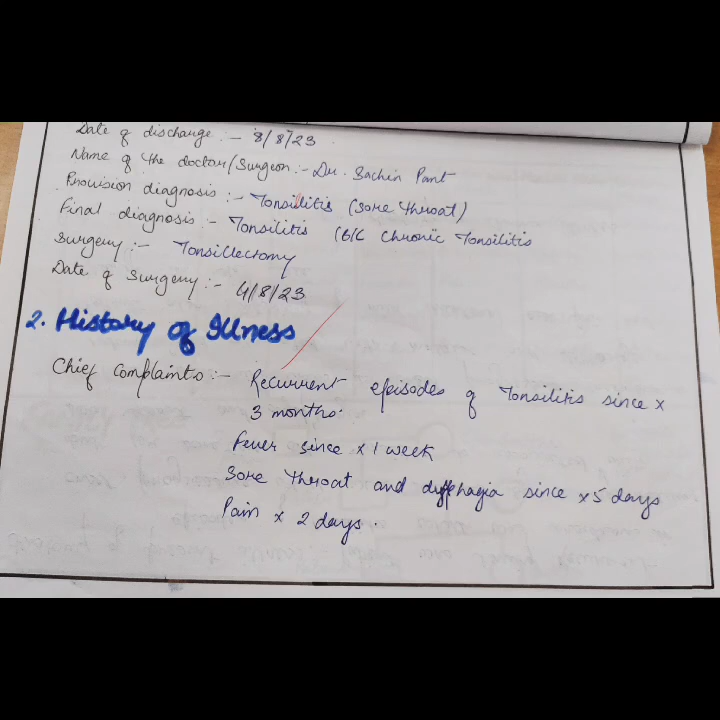 Date of discharge :- 8/8/23
Name of the doctor/Surgeon :- Dr. Sachin Pant
Provision diagnosis :- Tonsilitis (Sore throat)
Final diagnosis :- Tonsilitis (B/L Chronic Tonsilitis
Surgery :- Tonsillectomy
Date of Surgery :- 4/8/23
2. History of Illness
Chief complaints :- Recurrent episodes of Tonsilitis since x
3 months.
Fever since x 1 week
Sore throat and dysphagia since x 5 days
Pain x 2 days.